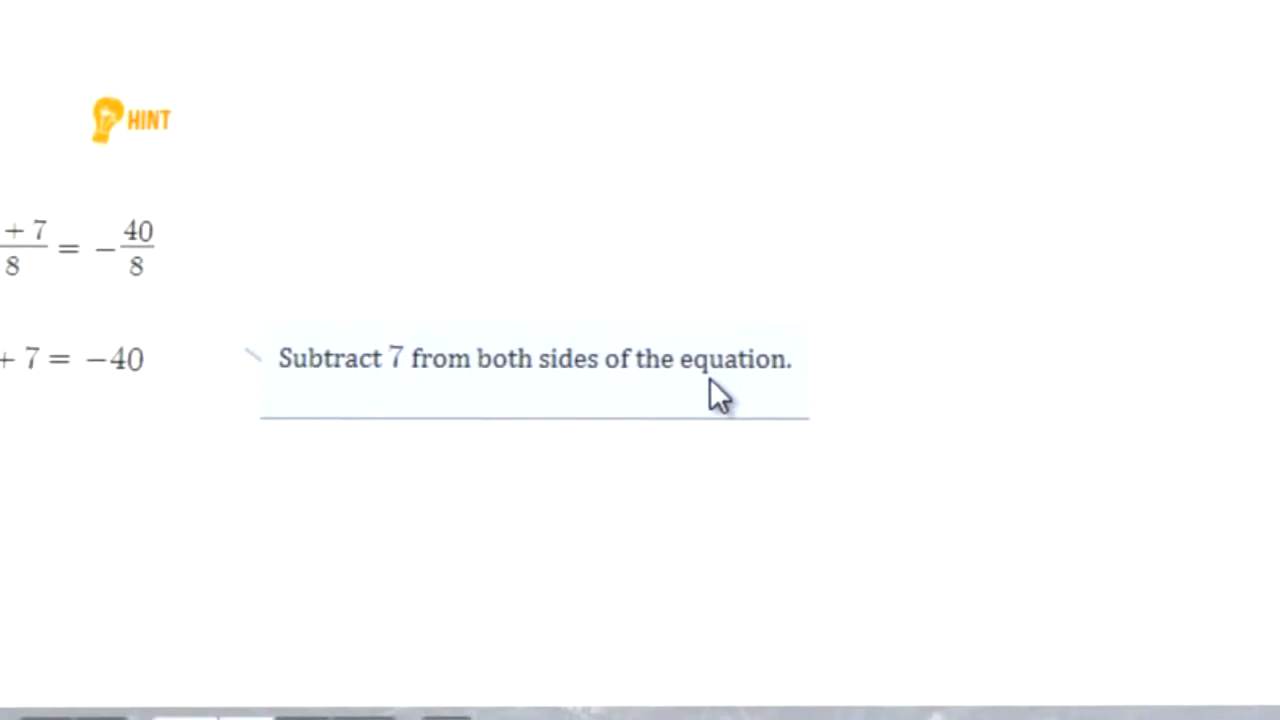 HINT
+ 7 / 8 = − 40 / 8
+ 7 = −40
Subtract 7 from both sides of the equation.